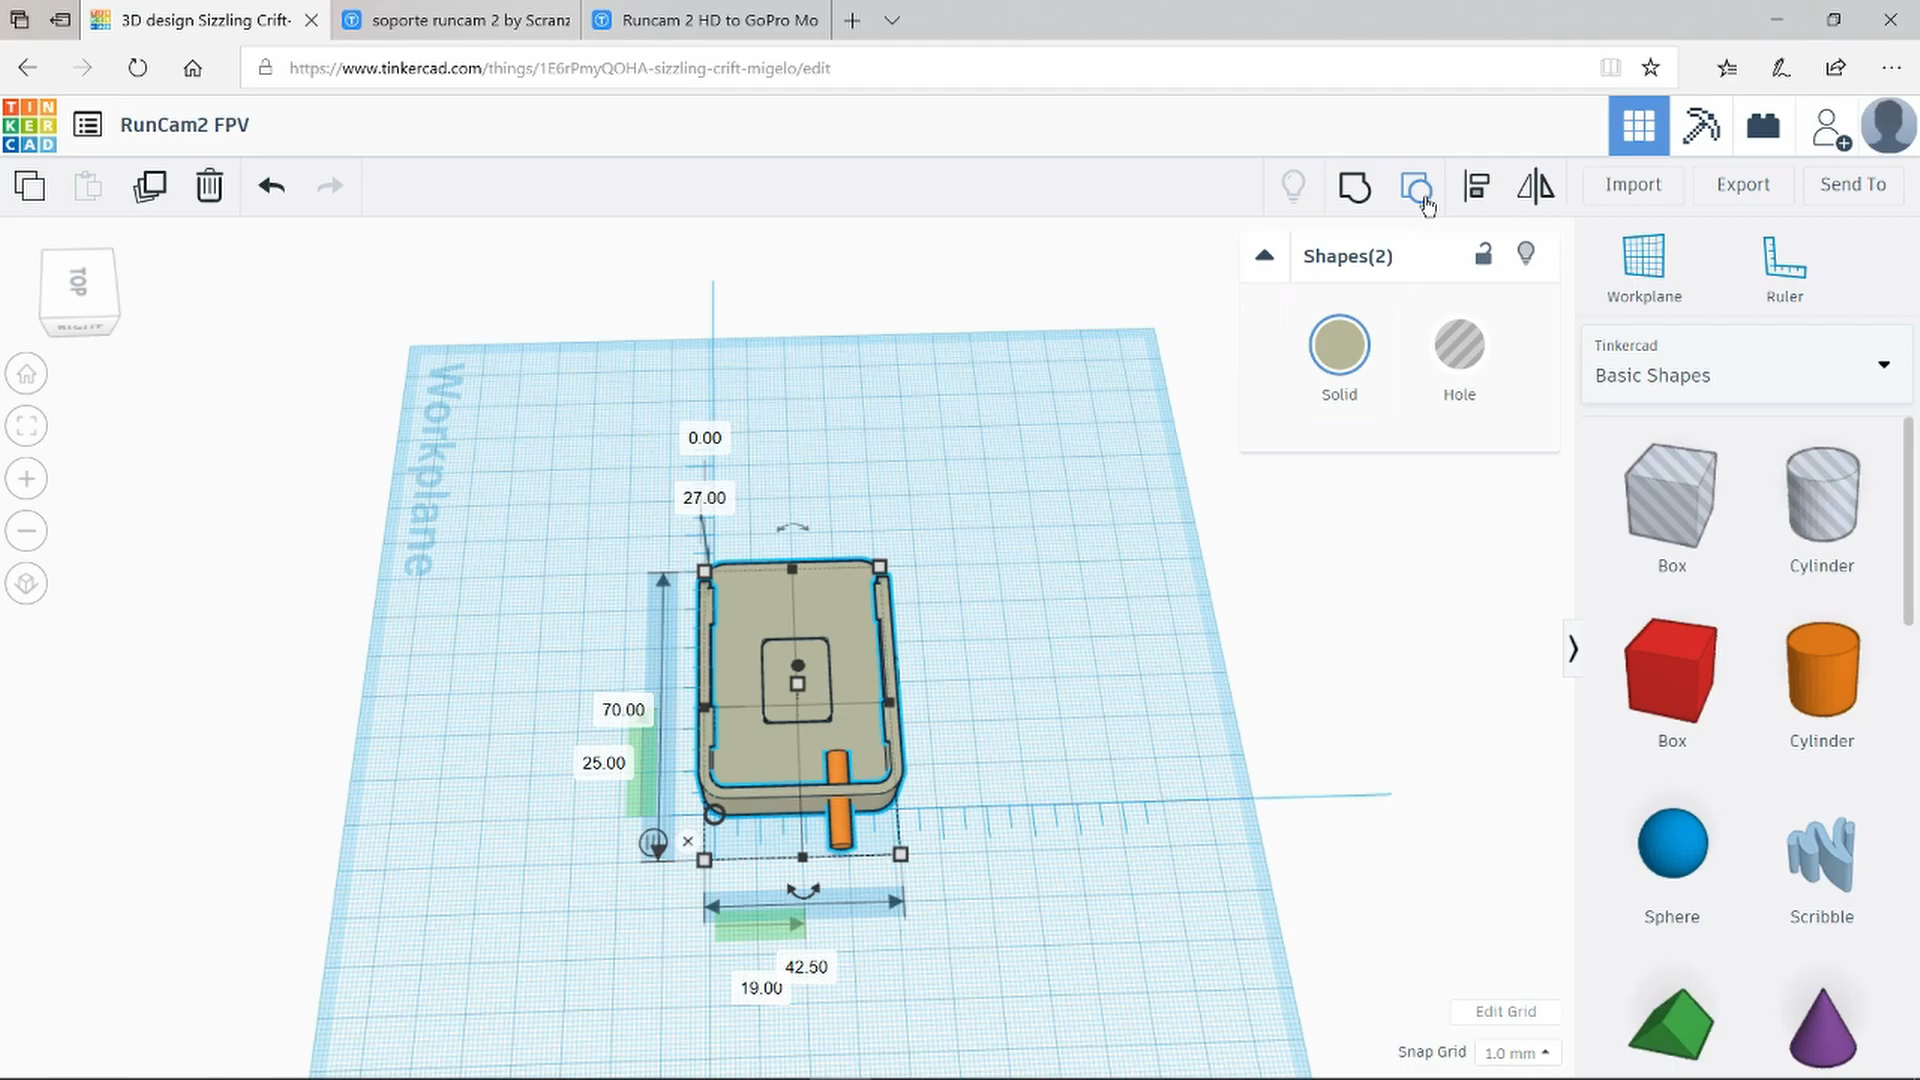 3D design Sizzling Crift-
soporte runcam 2 by Scranz
Runcam 2 HD to GoPro Mo
https://www.tinkercad.com/things/1E6rPmyQOHA-sizzling-crift-migelo/edit
TIN
KER
CAD
RunCam2 FPV
Import
Export
Send To
TOP
RIGHT
Shapes(2)
Solid
Hole
Workplane
Ruler
Tinkercad
Basic Shapes
Workplane
0.00
27.00
70.00
25.00
42.50
19.00
Box
Cylinder
Box
Cylinder
Sphere
Scribble
Edit Grid
Snap Grid
1.0 mm